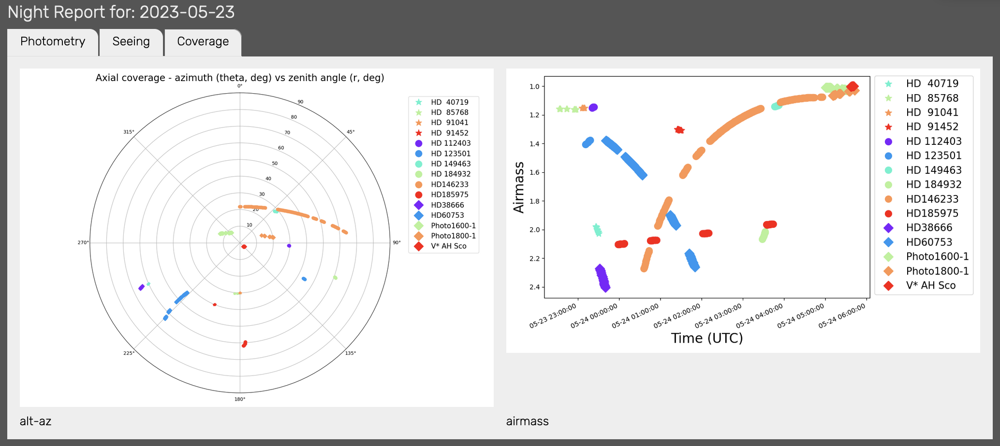 Night Report for: 2023-05-23
Photometry
Seeing
Coverage
Axial coverage - azimuth (theta, deg) vs zenith angle (r, deg)
0°
45°
90°
135°
180°
225°
270°
315°
10
20
30
40
50
60
70
80
90
HD  40719
HD  85768
HD  91041
HD  91452
HD 112403
HD 123501
HD 149463
HD 184932
HD146233
HD185975
HD38666
HD60753
Photo1600-1
Photo1800-1
V* AH Sco
alt-az
Airmass
1.0
1.2
1.4
1.6
1.8
2.0
2.2
2.4
05-23 23:00:00
05-24 00:00:00
05-24 01:00:00
05-24 02:00:00
05-24 03:00:00
05-24 04:00:00
05-24 05:00:00
05-24 06:00:00
Time (UTC)
HD  40719
HD  85768
HD  91041
HD  91452
HD 112403
HD 123501
HD 149463
HD 184932
HD146233
HD185975
HD38666
HD60753
Photo1600-1
Photo1800-1
V* AH Sco
airmass